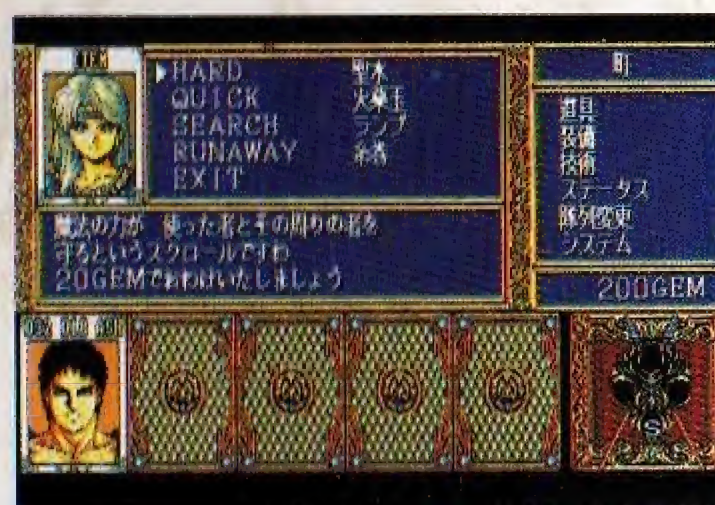 ITEM
HARD 聖水
QUICK 火薬玉
SEARCH ランプ
RUNAWAY
EXIT
魔法の力が 使った者とその周りの者を
守るというスクロールですね
20GEMでおわけいたしましょう
町
道具
装備
技術
ステータス
隊列変更
システム
200GEM
S